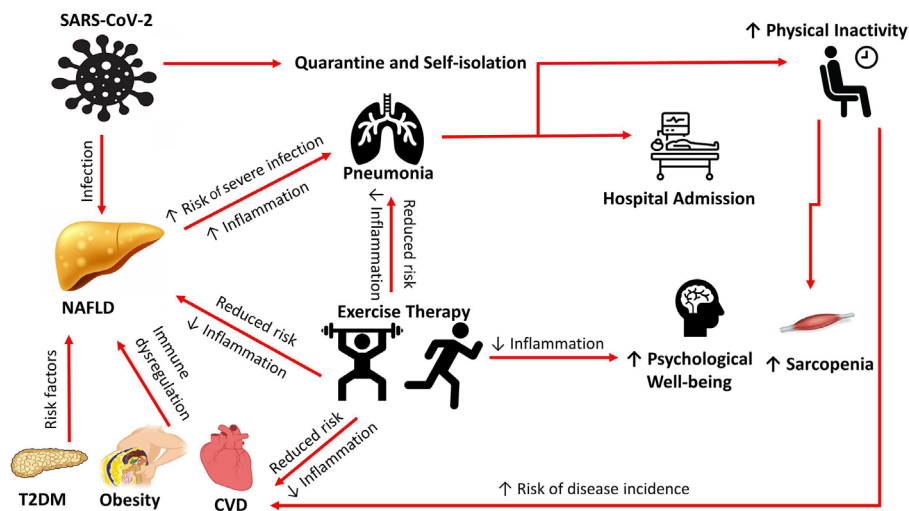 SARS-CoV-2
↑ Physical Inactivity
Quarantine and Self-isolation
Infection
↑ Risk of severe infection
↑ Inflammation
Pneumonia
Hospital Admission
↓ Inflammation
Reduced risk
NAFLD
Exercise Therapy
Reduced risk
↓ Inflammation
↓ Inflammation
↑ Psychological
Well-being
↑ Sarcopenia
Risk factors
Immune
dysregulation
Reduced risk
↓ Inflammation
T2DM
Obesity
CVD
↑ Risk of disease incidence